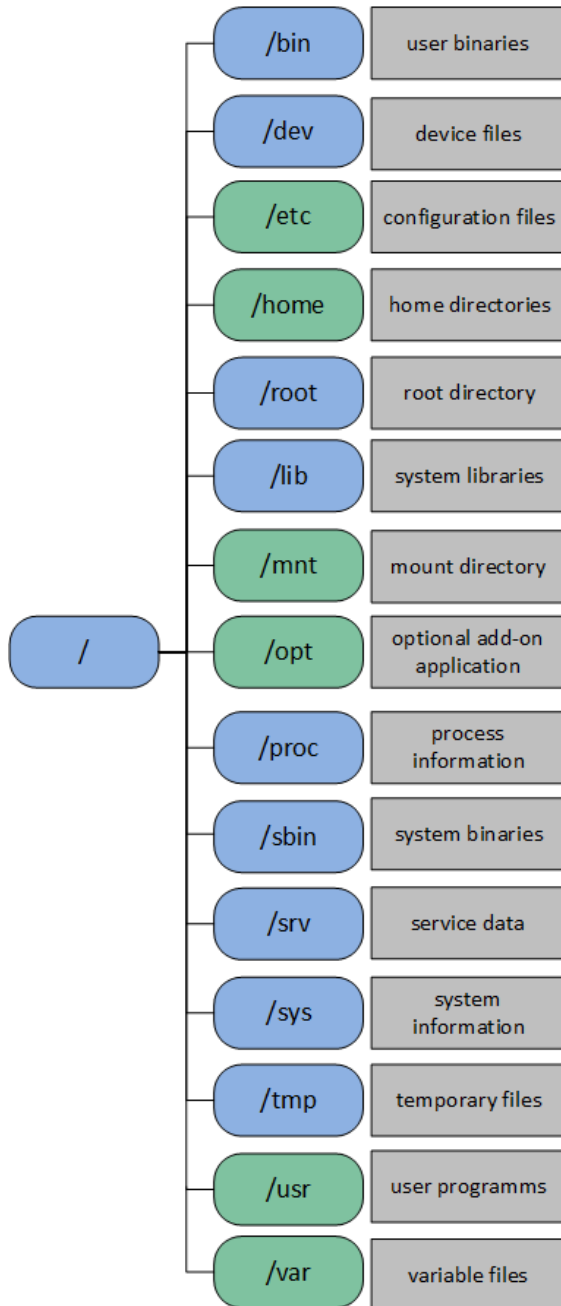 /bin
user binaries
/dev
device files
/etc
configuration files
/home
home directories
/root
root directory
/lib
system libraries
/mnt
mount directory
/
/opt
optional add-on
application
/proc
process
information
/sbin
system binaries
/srv
service data
/sys
system
information
/tmp
temporary files
/usr
user programms
/var
variable files